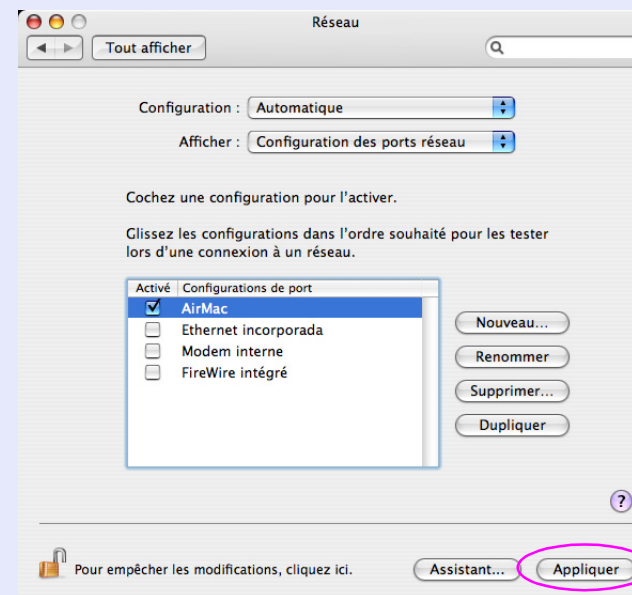 Réseau
Tout afficher
Configuration : Automatique
Afficher : Configuration des ports réseau
Cochez une configuration pour l'activer.
Glissez les configurations dans l'ordre souhaité pour les tester
lors d'une connexion à un réseau.
Activé Configurations de port
AirMac
Ethernet incorporada
Modem interne
FireWire intégré
Nouveau...
Renommer
Supprimer...
Dupliquer
?
Pour empêcher les modifications, cliquez ici.
Assistant...
Appliquer